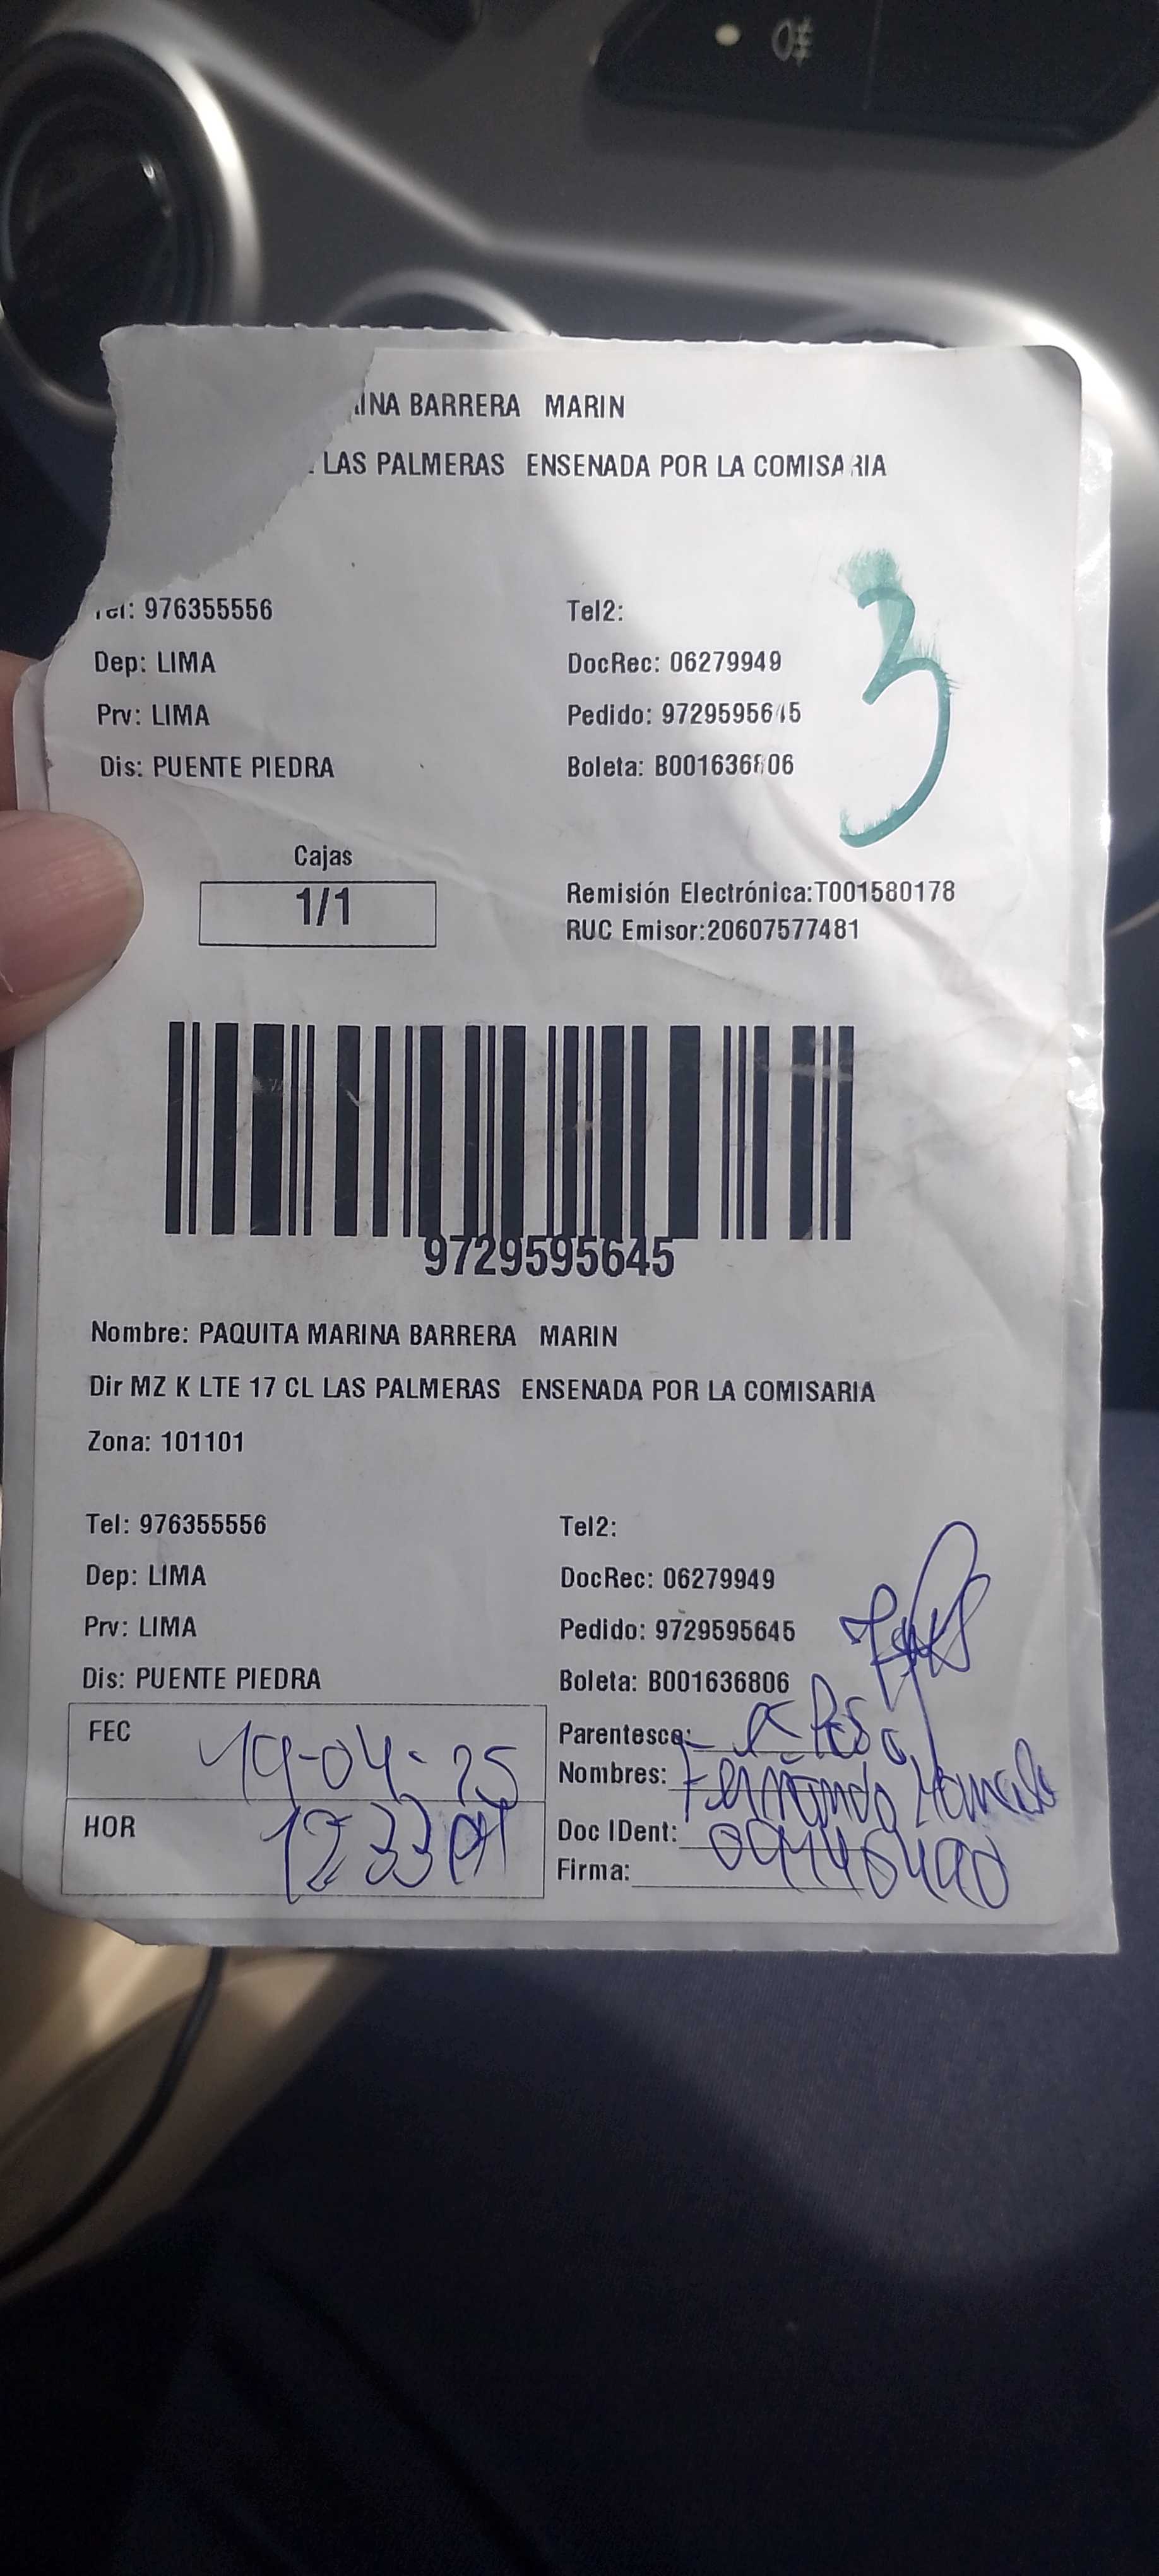 BARRERA MARIN
LAS PALMERAS ENSENADA POR LA COMISARIA
Tel: 976355556 Tel2:
Dep: LIMA DocRec: 06279949
Prv: LIMA Pedido: 9729595645
Dis: PUENTE PIEDRA Boleta: B001636806
3
Cajas
1/1
Remisión Electrónica:T001580178
RUC Emisor:20607577481
9729595645
Nombre: PAQUITA MARINA BARRERA MARIN
Dir MZ K LTE 17 CL LAS PALMERAS ENSENADA POR LA COMISARIA
Zona: 101101
Tel: 976355556 Tel2:
Dep: LIMA DocRec: 06279949
Prv: LIMA Pedido: 9729595645
Dis: PUENTE PIEDRA Boleta: B001636806
FEC 19-04-25
Parentesco:
Nombres: Fernando
HOR 12 33 PM
Doc IDent:
Firma: